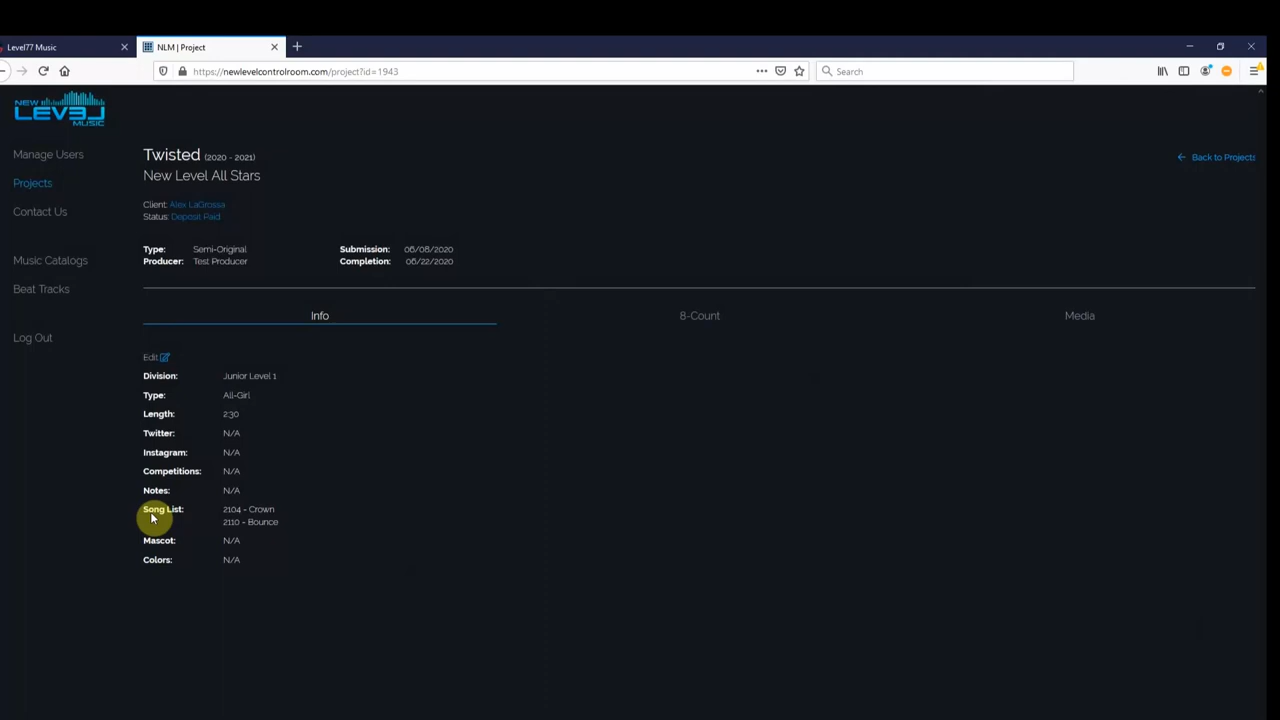 Level77 Music
NLM | Project
https://newlevelcontrolroom.com/project?id=1943
Search
NEW
LEVEL
MUSIC
Manage Users
Projects
Contact Us
Music Catalogs
Beat Tracks
Log Out
Twisted (2020 - 2021)
New Level All Stars
Back to Projects
Client: Alex LaGrossa
Status: Deposit Paid
Type: Semi-Original Submission: 06/08/2020
Producer: Test Producer Completion: 06/22/2020
Info 8-Count Media
Edit
Division: Junior Level 1
Type: All-Girl
Length: 2:30
Twitter: N/A
Instagram: N/A
Competitions: N/A
Notes: N/A
Song List: 2104 - Crown
2110 - Bounce
Mascot: N/A
Colors: N/A